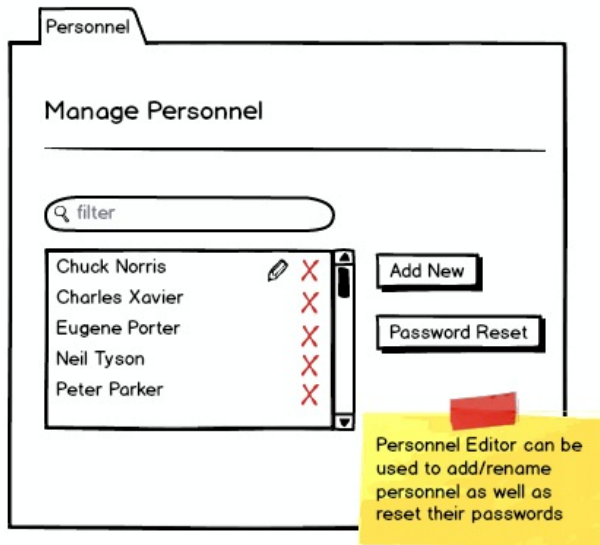 Personnel
Manage Personnel
filter
Chuck Norris
Charles Xavier
Eugene Porter
Neil Tyson
Peter Parker
Add New
Password Reset
Personnel Editor can be
used to add/rename
personnel as well as
reset their passwords